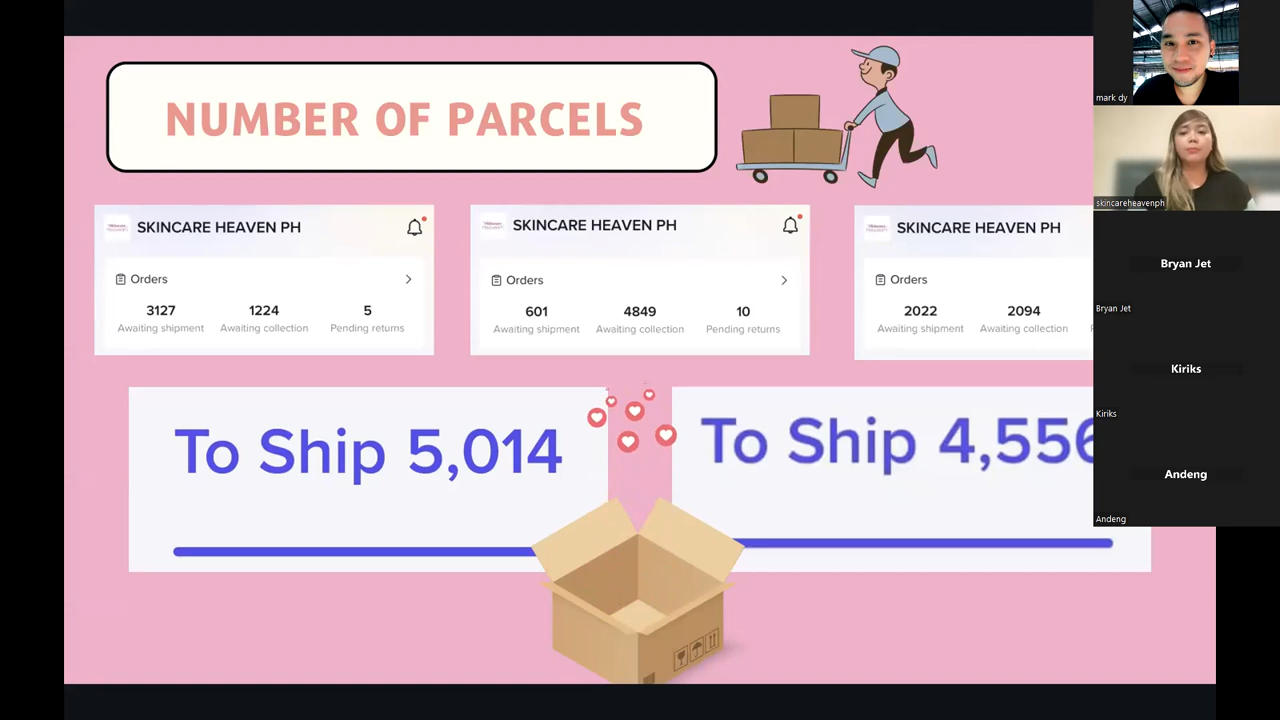 NUMBER OF PARCELS
SKINCARE HEAVEN PH
Orders
3127 1224 5
Awaiting shipment Awaiting collection Pending returns
SKINCARE HEAVEN PH
Orders
601 4849 10
Awaiting shipment Awaiting collection Pending returns
SKINCARE HEAVEN PH
Orders
2022 2094
Awaiting shipment Awaiting collection
To Ship 5,014
To Ship 4,556
mark dy
skincareheavenph
Bryan Jet
Bryan Jet
Kiriks
Kiriks
Andeng
Andeng